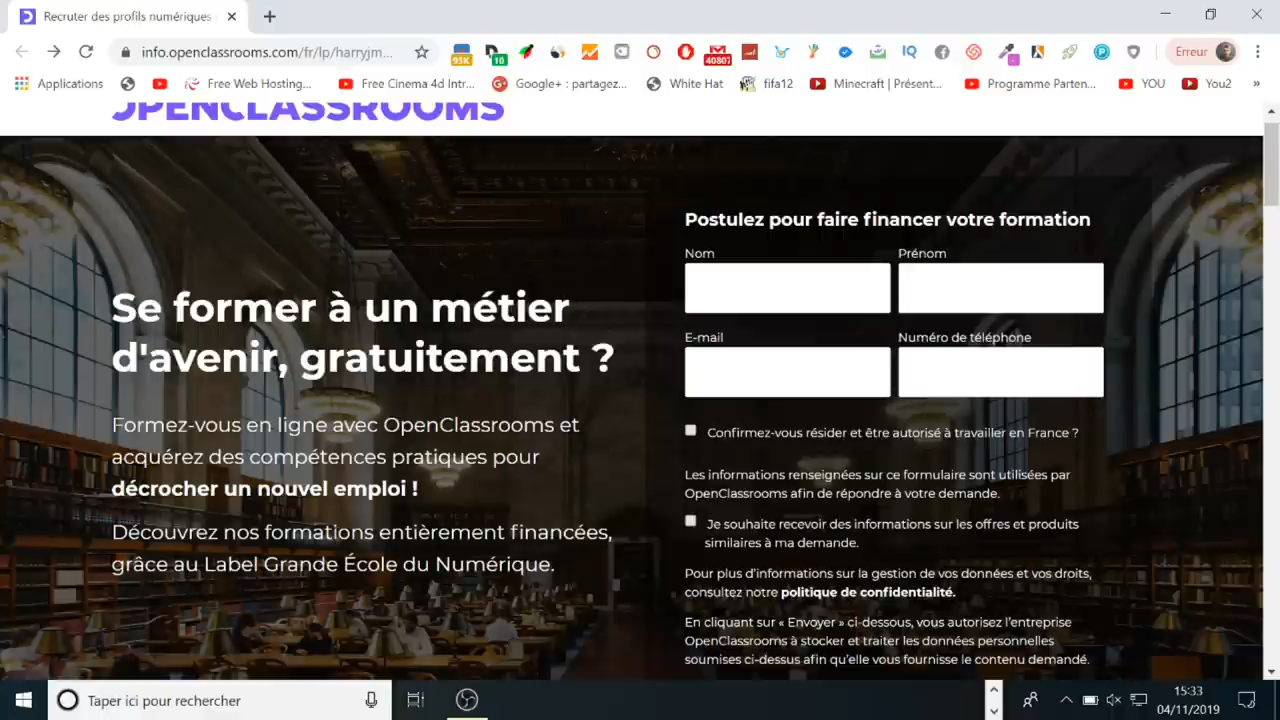 Recruter des profils numériques
info.openclassrooms.com/fr/lp/harryjm...
93K
10
40807
IQ
Erreur
Applications
Free Web Hosting...
Free Cinema 4d Intr...
Google+ : partagez...
White Hat
fifa12
Minecraft | Présent...
Programme Parten...
YOU
You2
»
OPENCLASSROOMS
Postulez pour faire financer votre formation
Nom
Prénom
E-mail
Numéro de téléphone
Se former à un métier
d'avenir, gratuitement ?
Formez-vous en ligne avec OpenClassrooms et
acquérez des compétences pratiques pour
décrocher un nouvel emploi !
Découvrez nos formations entièrement financées,
grâce au Label Grande École du Numérique.
Confirmez-vous résider et être autorisé à travailler en France ?
Les informations renseignées sur ce formulaire sont utilisées par
OpenClassrooms afin de répondre à votre demande.
Je souhaite recevoir des informations sur les offres et produits
similaires à ma demande.
Pour plus d'informations sur la gestion de vos données et vos droits,
consultez notre politique de confidentialité.
En cliquant sur « Envoyer » ci-dessous, vous autorisez l'entreprise
OpenClassrooms à stocker et traiter les données personnelles
soumises ci-dessus afin qu'elle vous fournisse le contenu demandé.
Taper ici pour rechercher
15:33
04/11/2019